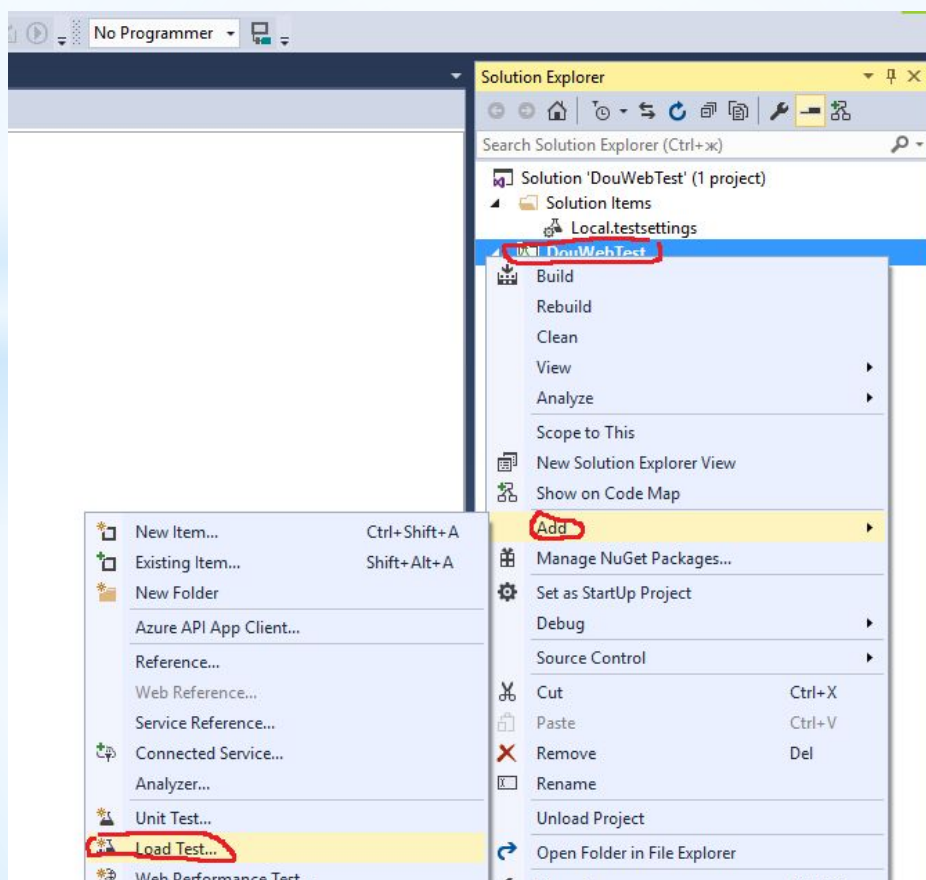 No Programmer
Solution Explorer
Search Solution Explorer (Ctrl+ж)
Solution 'DouWebTest' (1 project)
Solution Items
Local.testsettings
DouWebTest
Build
Rebuild
Clean
View
Analyze
Scope to This
New Solution Explorer View
Show on Code Map
Add
Manage NuGet Packages...
Set as StartUp Project
Debug
Source Control
Cut Ctrl+X
Paste Ctrl+V
Remove Del
Rename
Unload Project
Open Folder in File Explorer
New Item... Ctrl+Shift+A
Existing Item... Shift+Alt+A
New Folder
Azure API App Client...
Reference...
Web Reference...
Service Reference...
Connected Service...
Analyzer...
Unit Test...
Load Test...
Web Performance Test...